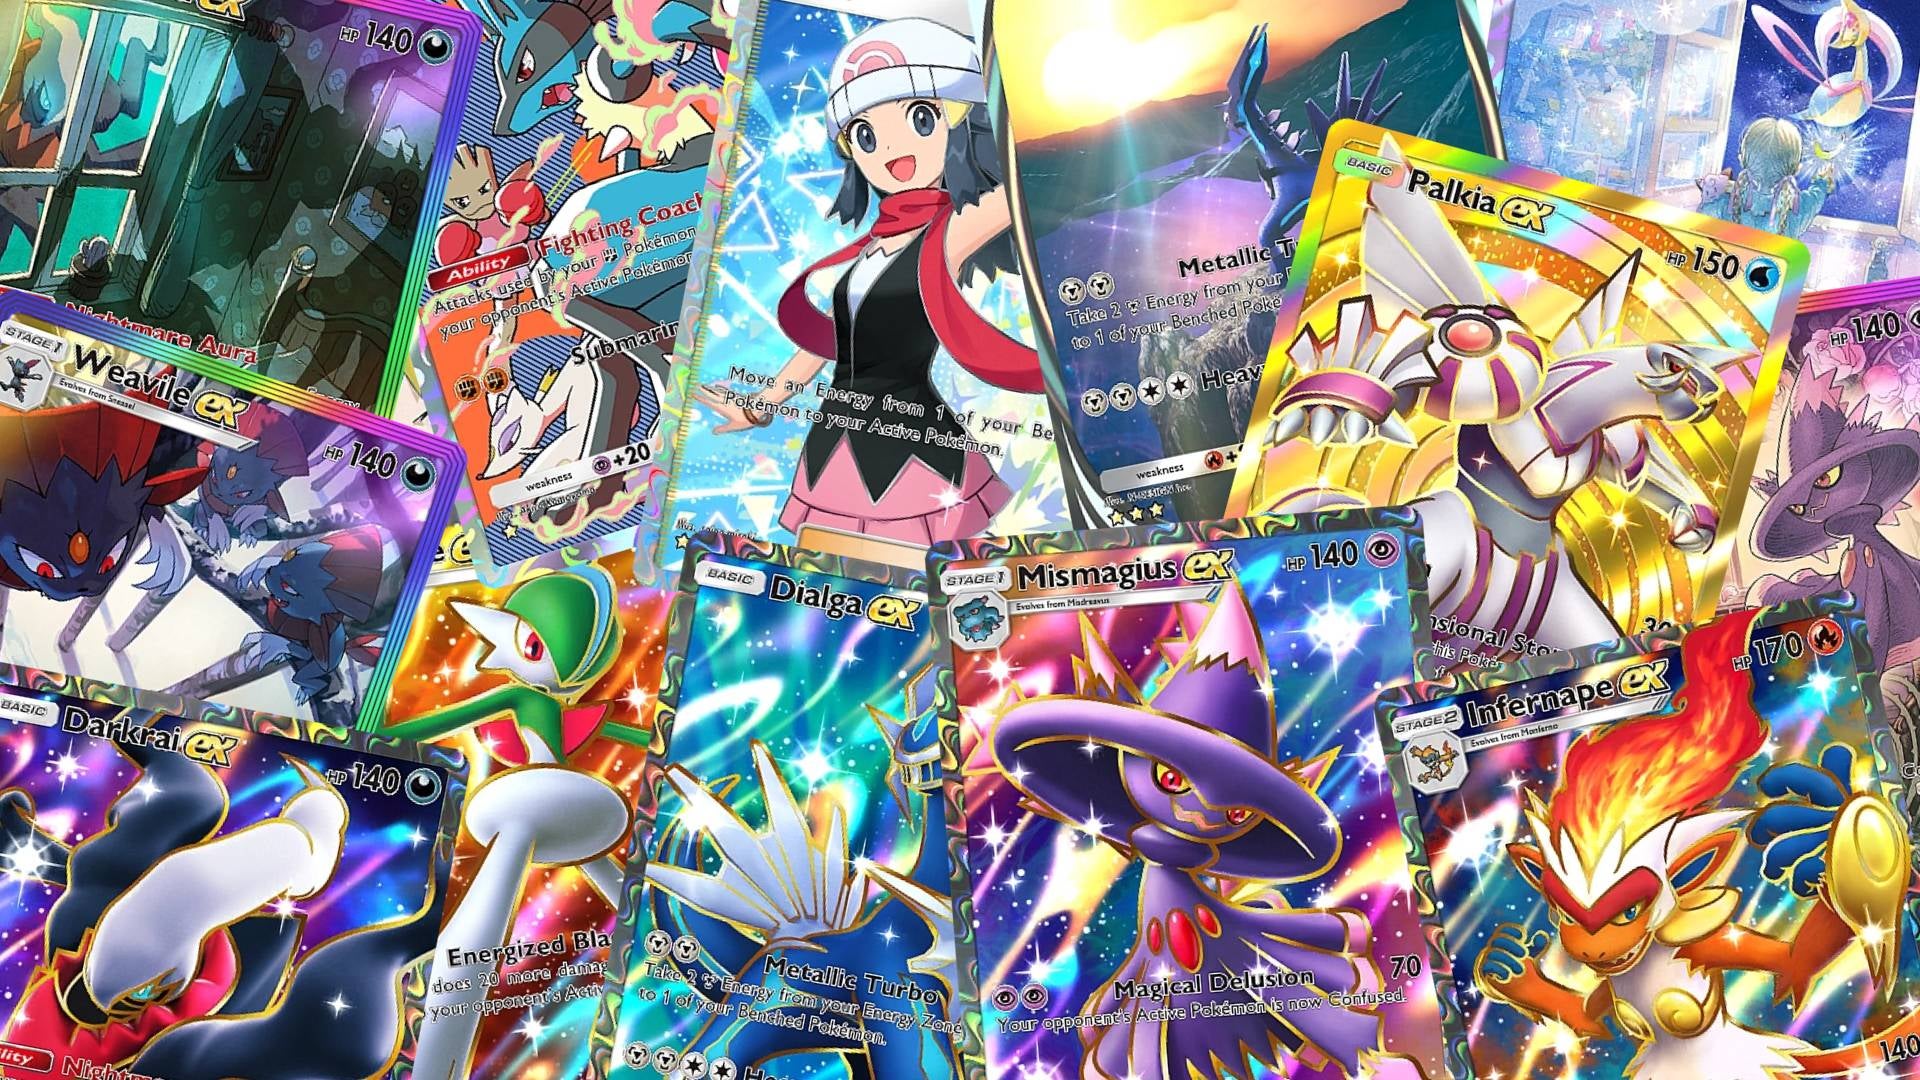 ex
HP 140
Nightmare Aura
STAGE 1
Weavile ex
Evolves from Sneasel
HP 140
BASIC
Darkrai ex
HP 140
Ability
Fighting Coach
Attacks used by your Pokémon
your opponent's Active Pokémon
Submarin
weakness
+20
Move an Energy from 1 of your Be
Pokémon to your Active Pokémon.
Metallic T
Take 2 Energy from your
to 1 of your Benched Poké
Heav
weakness
BASIC
Palkia ex
HP 150
HP 140
Energized Bla
does 20 more damag
your opponent's Activ
BASIC
Dialga ex
Metallic Turbo
Take 2 Energy from your Energy Zone
to 1 of your Benched Pokémon.
STAGE 1
Mismagius ex
Evolves from Misdreavus
HP 140
Magical Delusion
70
Your opponent's Active Pokémon is now Confused.
STAGE 2
Infernape ex
Evolves from Monferno
HP 170
140